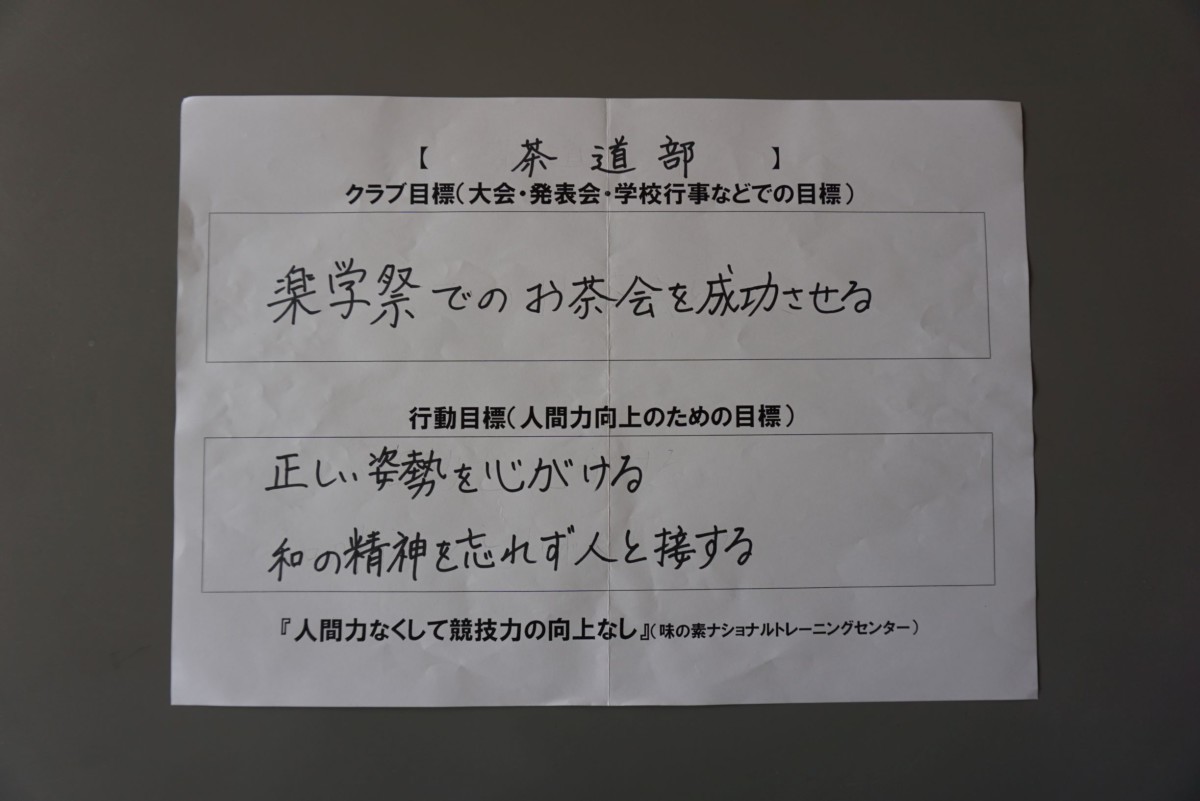 【 茶道部 】
クラブ目標(大会・発表会・学校行事などでの目標)
楽学祭でのお茶会を成功させる
行動目標(人間力向上のための目標)
正しい姿勢を心がける
和の精神を忘れず人と接する
『人間力なくして競技力の向上なし』(味の素ナショナルトレーニングセンター)